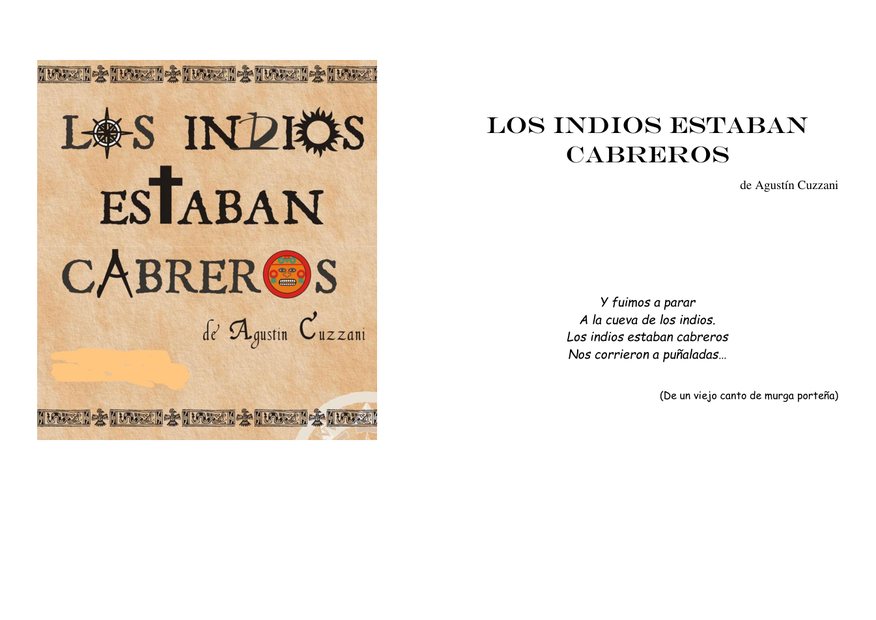 LOS INDIOS
ESTABAN
CABREROS
de Agustin Cuzzani
LOS INDIOS ESTABAN
CABREROS
de Agustín Cuzzani
Y fuimos a parar
A la cueva de los indios.
Los indios estaban cabreros
Nos corrieron a puñaladas…
(De un viejo canto de murga porteña)